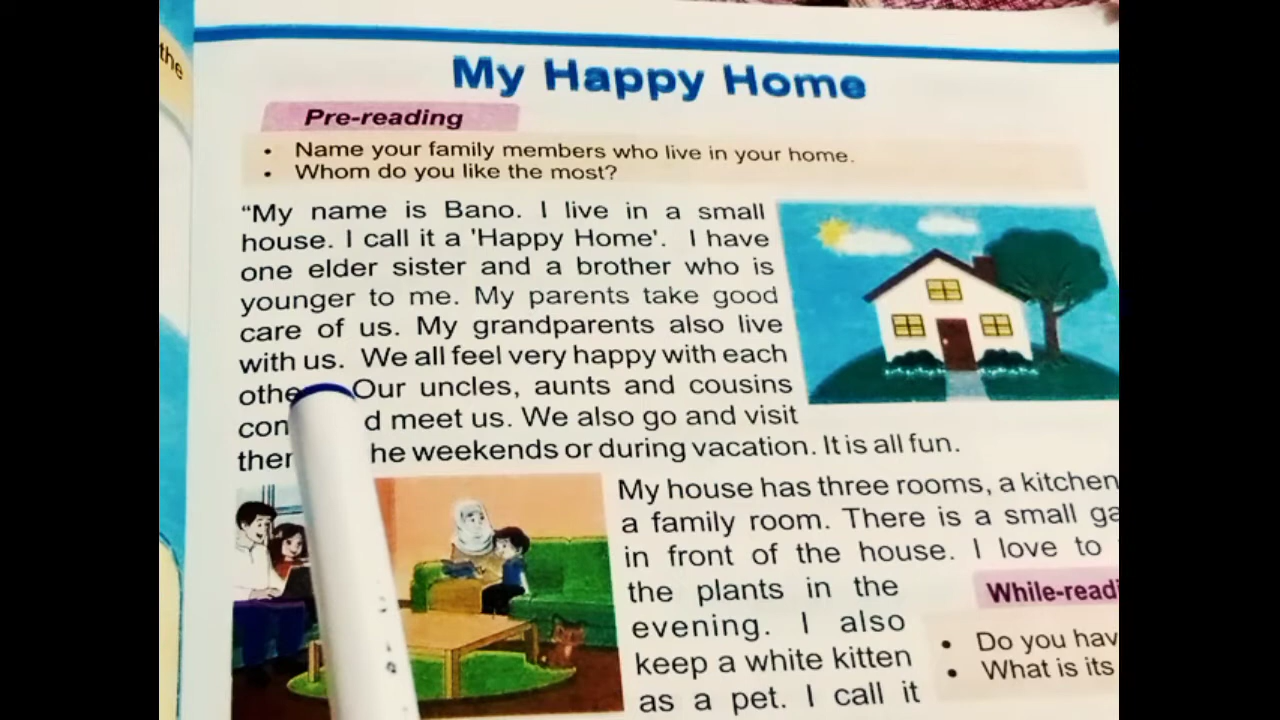 the
My Happy Home
Pre-reading
• Name your family members who live in your home.
• Whom do you like the most?
“My name is Bano. I live in a small
house. I call it a 'Happy Home'. I have
one elder sister and a brother who is
younger to me. My parents take good
care of us. My grandparents also live
with us. We all feel very happy with each
Our uncles, aunts and cousins
meet us. We also go and visit
weekends or during vacation. It is all fun.
My house has three rooms, a kitchen
a family room. There is a small
in front of the house. I love to
the plants in the
evening. I also
keep a white kitten
as a pet. I call it
While-readi
• Do you hav
• What is its